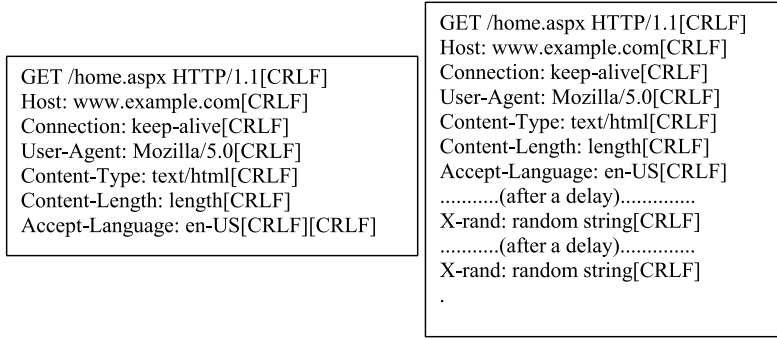 GET /home.aspx HTTP/1.1[CRLF]
Host: www.example.com[CRLF]
Connection: keep-alive[CRLF]
User-Agent: Mozilla/5.0[CRLF]
Content-Type: text/html[CRLF]
Content-Length: length[CRLF]
Accept-Language: en-US[CRLF][CRLF]
GET /home.aspx HTTP/1.1[CRLF]
Host: www.example.com[CRLF]
Connection: keep-alive[CRLF]
User-Agent: Mozilla/5.0[CRLF]
Content-Type: text/html[CRLF]
Content-Length: length[CRLF]
Accept-Language: en-US[CRLF]
...........(after a delay)..............
X-rand: random string[CRLF]
...........(after a delay)..............
X-rand: random string[CRLF]
.